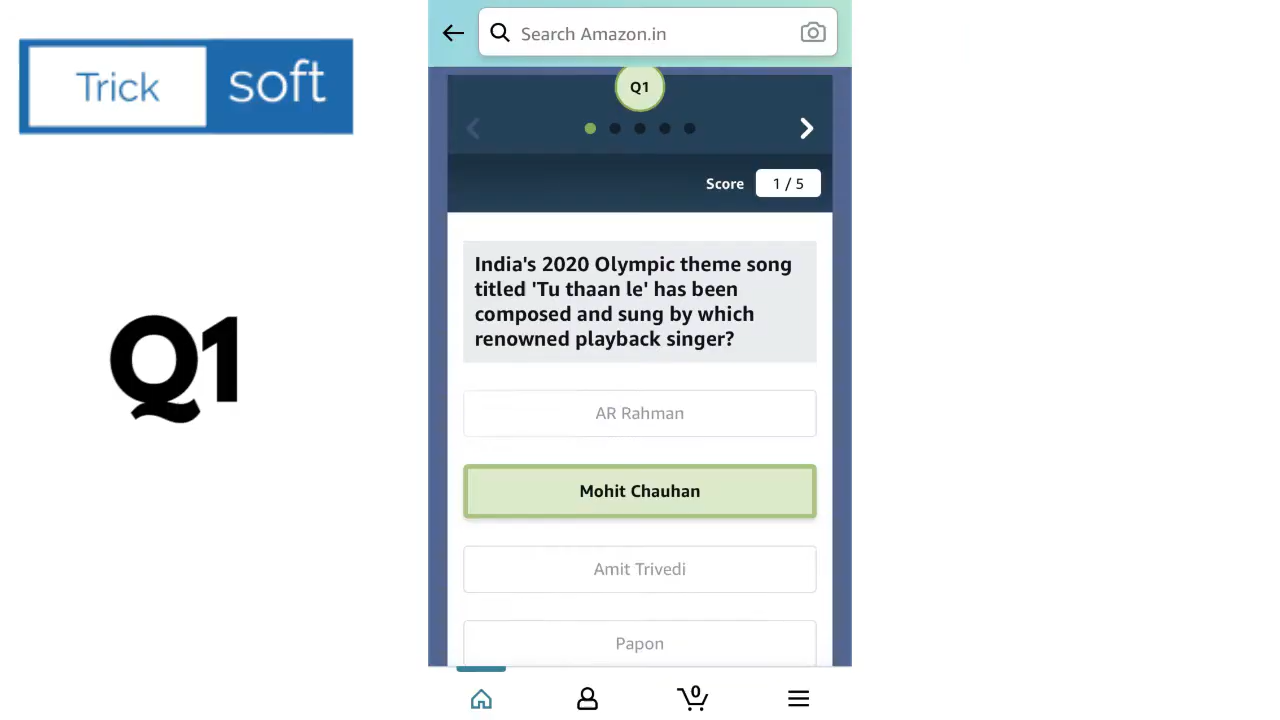 Trick soft
Search Amazon.in
Q1
Score 1 / 5
India's 2020 Olympic theme song
titled 'Tu thaan le' has been
composed and sung by which
renowned playback singer?
Q1
AR Rahman
Mohit Chauhan
Amit Trivedi
Papon
0